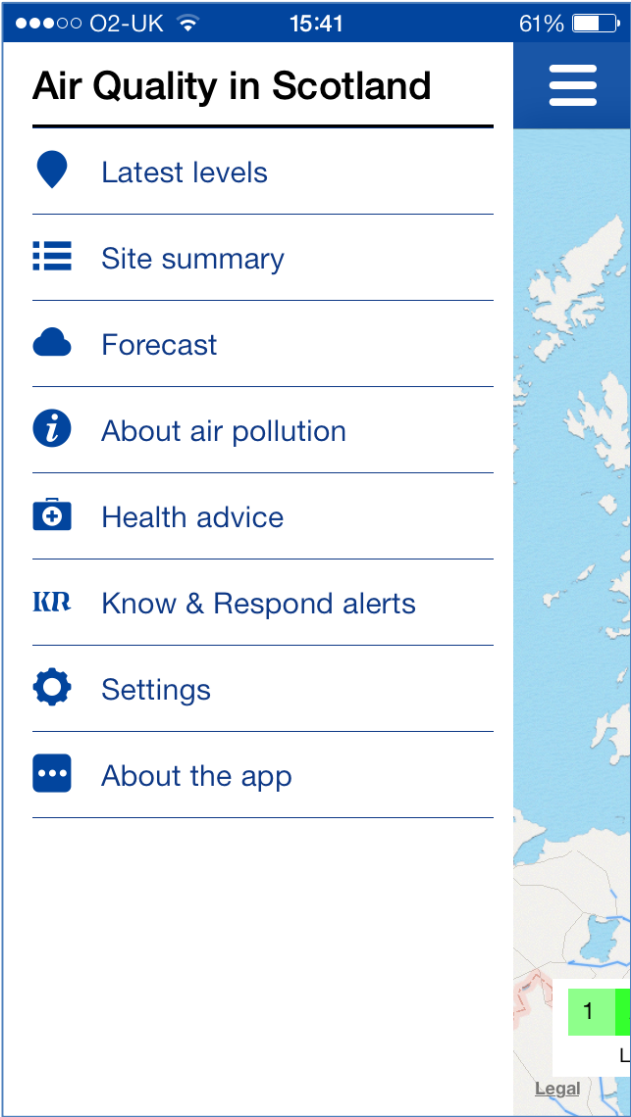 O2-UK 15:41 61%
Air Quality in Scotland
Latest levels
Site summary
Forecast
About air pollution
Health advice
KR Know & Respond alerts
Settings
About the app
1
L
Legal